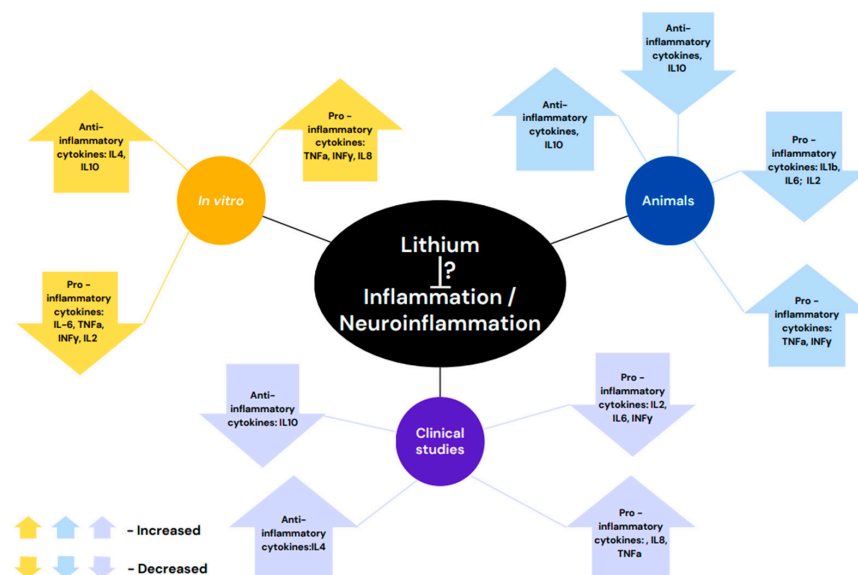 Anti-
inflammatory
cytokines: IL4,
IL10
Pro -
inflammatory
cytokines:
TNFa, INFγ, IL8
In vitro
Pro -
inflammatory
cytokines:
IL-6, TNFa,
INFγ, IL2
Anti-
inflammatory
cytokines,
IL10
Anti-
inflammatory
cytokines,
IL10
Pro -
inflammatory
cytokines: IL1b,
IL6; IL2
Animals
Pro -
inflammatory
cytokines:
TNFa, INFγ
Lithium
?
Inflammation /
Neuroinflammation
Anti-
inflammatory
cytokines: IL10
Pro -
inflammatory
cytokines: IL2,
IL6, INFγ
Clinical
studies
Anti-
inflammatory
cytokines:IL4
Pro -
inflammatory
cytokines: , IL8,
TNFa
- Increased
- Decreased